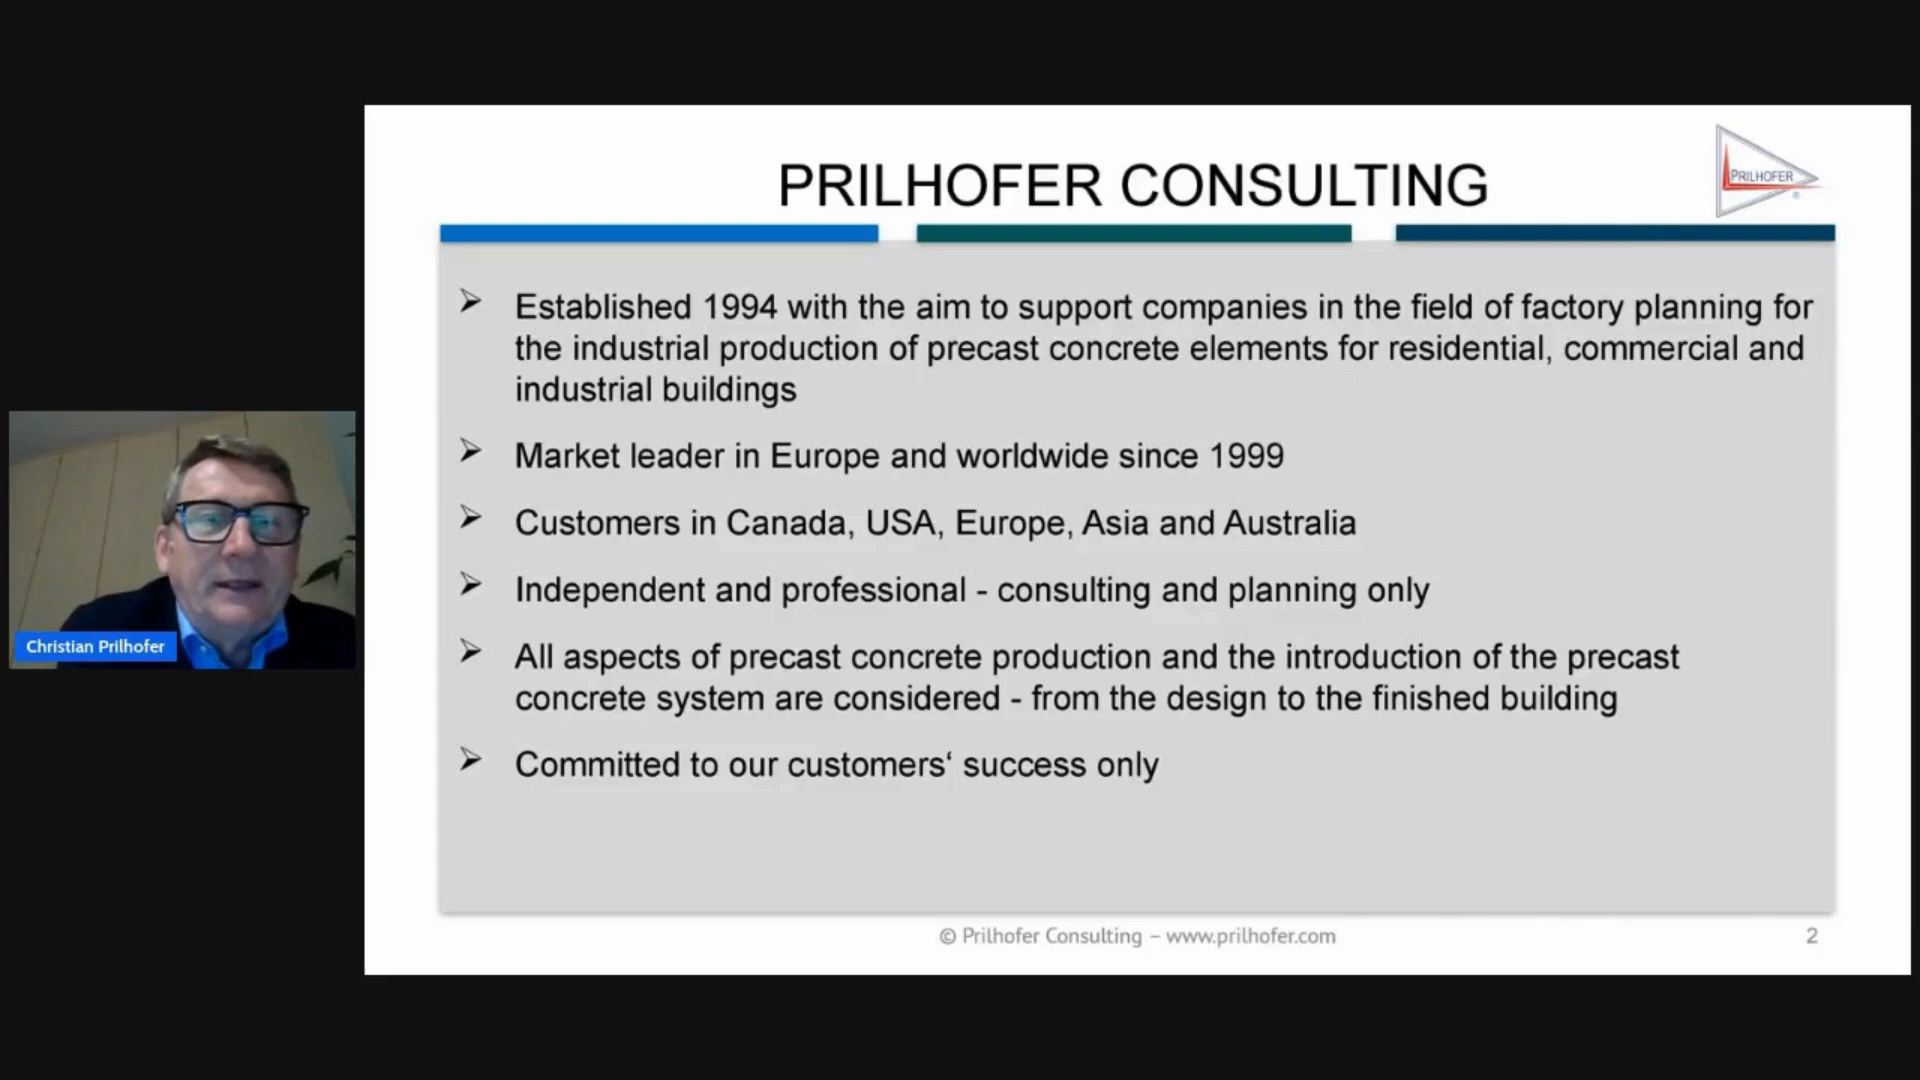 PRILHOFER CONSULTING
PRILHOFER
®
Established 1994 with the aim to support companies in the field of factory planning for
the industrial production of precast concrete elements for residential, commercial and
industrial buildings
Market leader in Europe and worldwide since 1999
Customers in Canada, USA, Europe, Asia and Australia
Independent and professional - consulting and planning only
All aspects of precast concrete production and the introduction of the precast
concrete system are considered - from the design to the finished building
Committed to our customers‘ success only
Christian Prilhofer
© Prilhofer Consulting – www.prilhofer.com
2